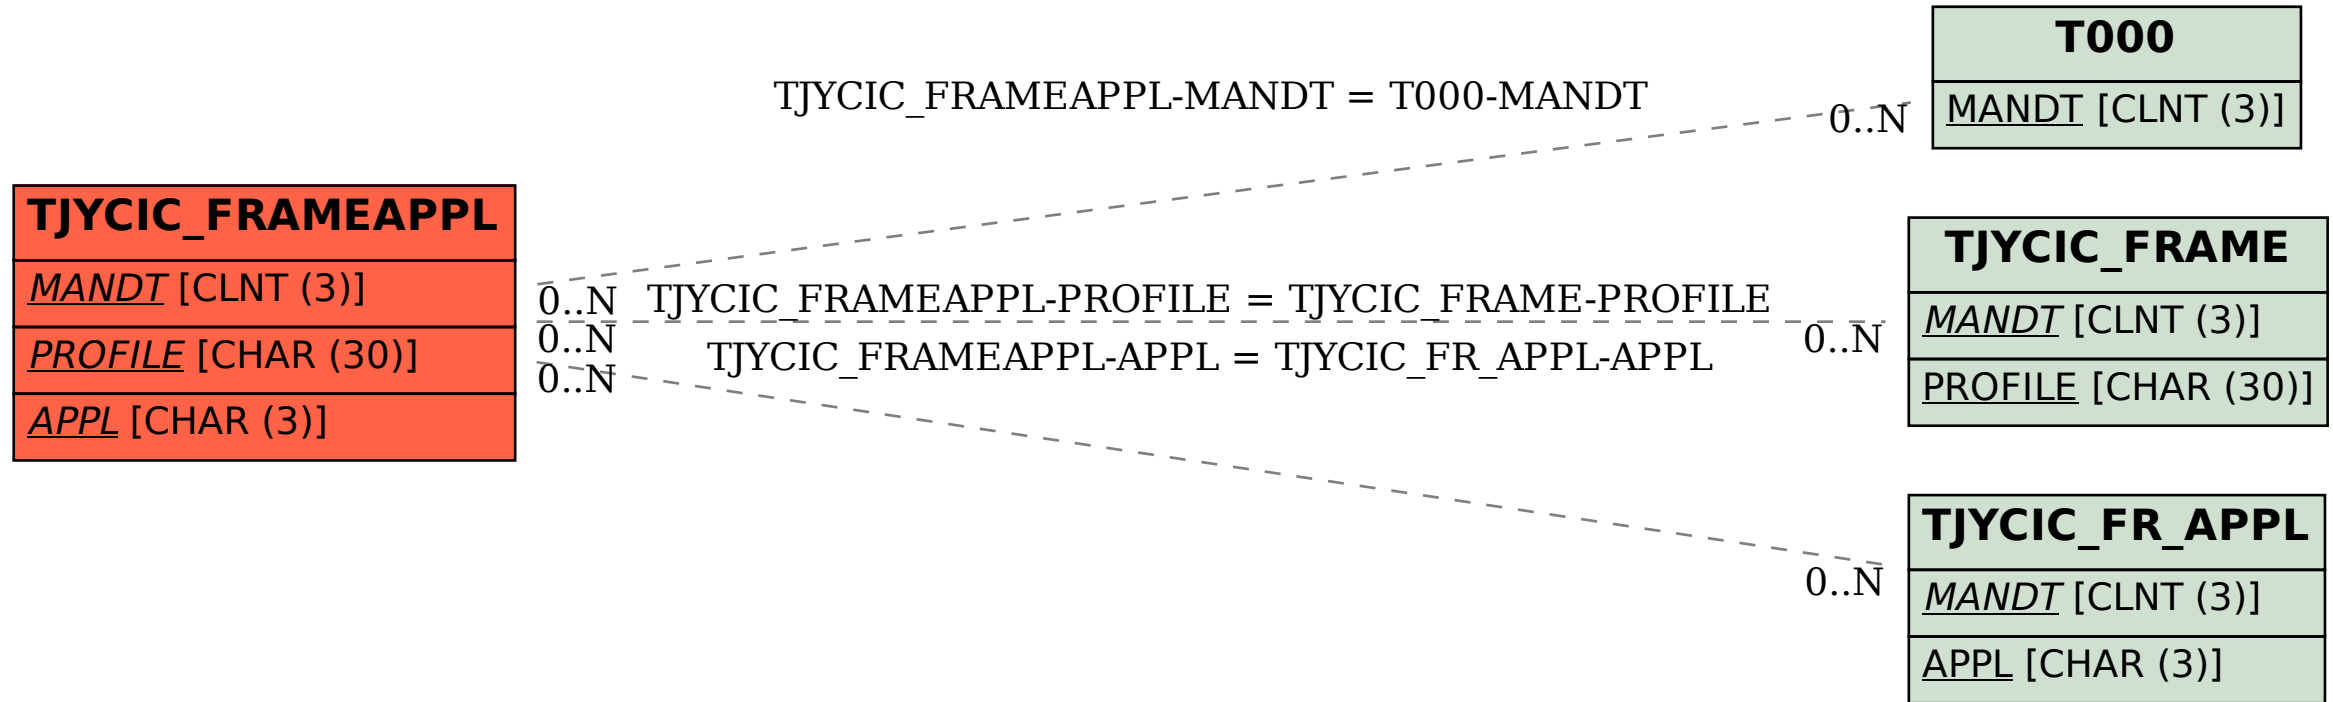 T000
MANDT [CLNT (3)]
TJYCIC_FRAMEAPPL-MANDT = T000-MANDT
0..N
TJYCIC_FRAMEAPPL
MANDT [CLNT (3)]
PROFILE [CHAR (30)]
APPL [CHAR (3)]
0..N
TJYCIC_FRAMEAPPL-PROFILE = TJYCIC_FRAME-PROFILE
0..N
0..N
TJYCIC_FRAMEAPPL-APPL = TJYCIC_FR_APPL-APPL
0..N
TJYCIC_FRAME
MANDT [CLNT (3)]
PROFILE [CHAR (30)]
0..N
TJYCIC_FR_APPL
MANDT [CLNT (3)]
APPL [CHAR (3)]